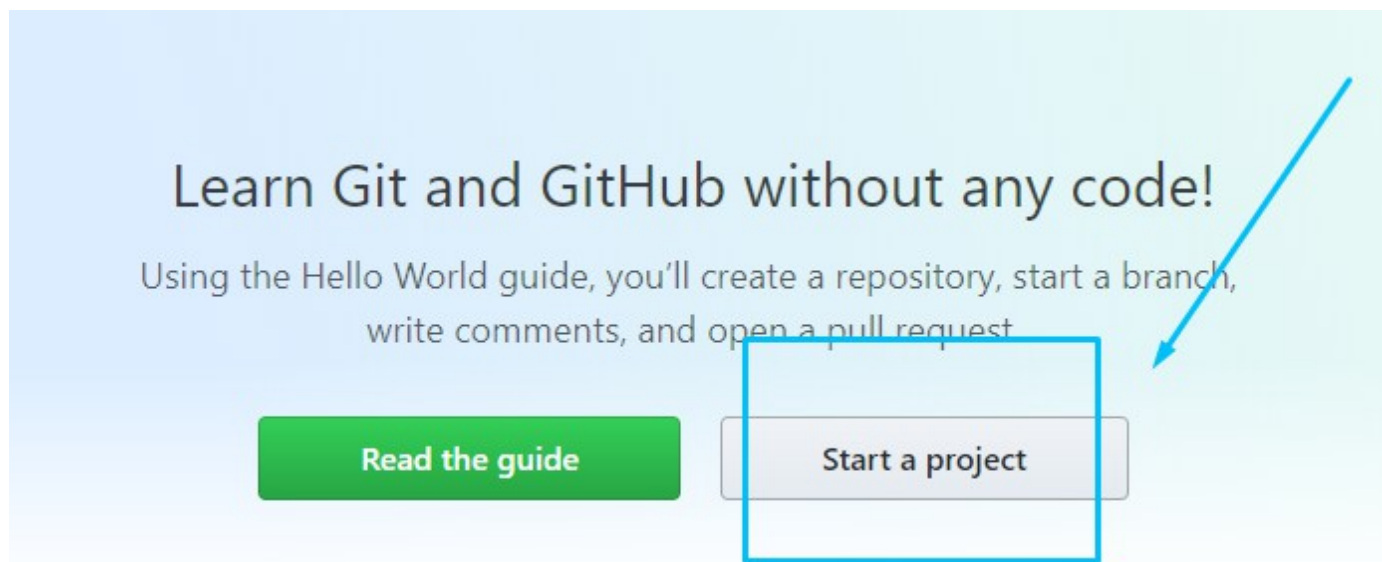 Learn Git and GitHub without any code!
Using the Hello World guide, you’ll create a repository, start a branch,
write comments, and open a pull request.
Read the guide
Start a project